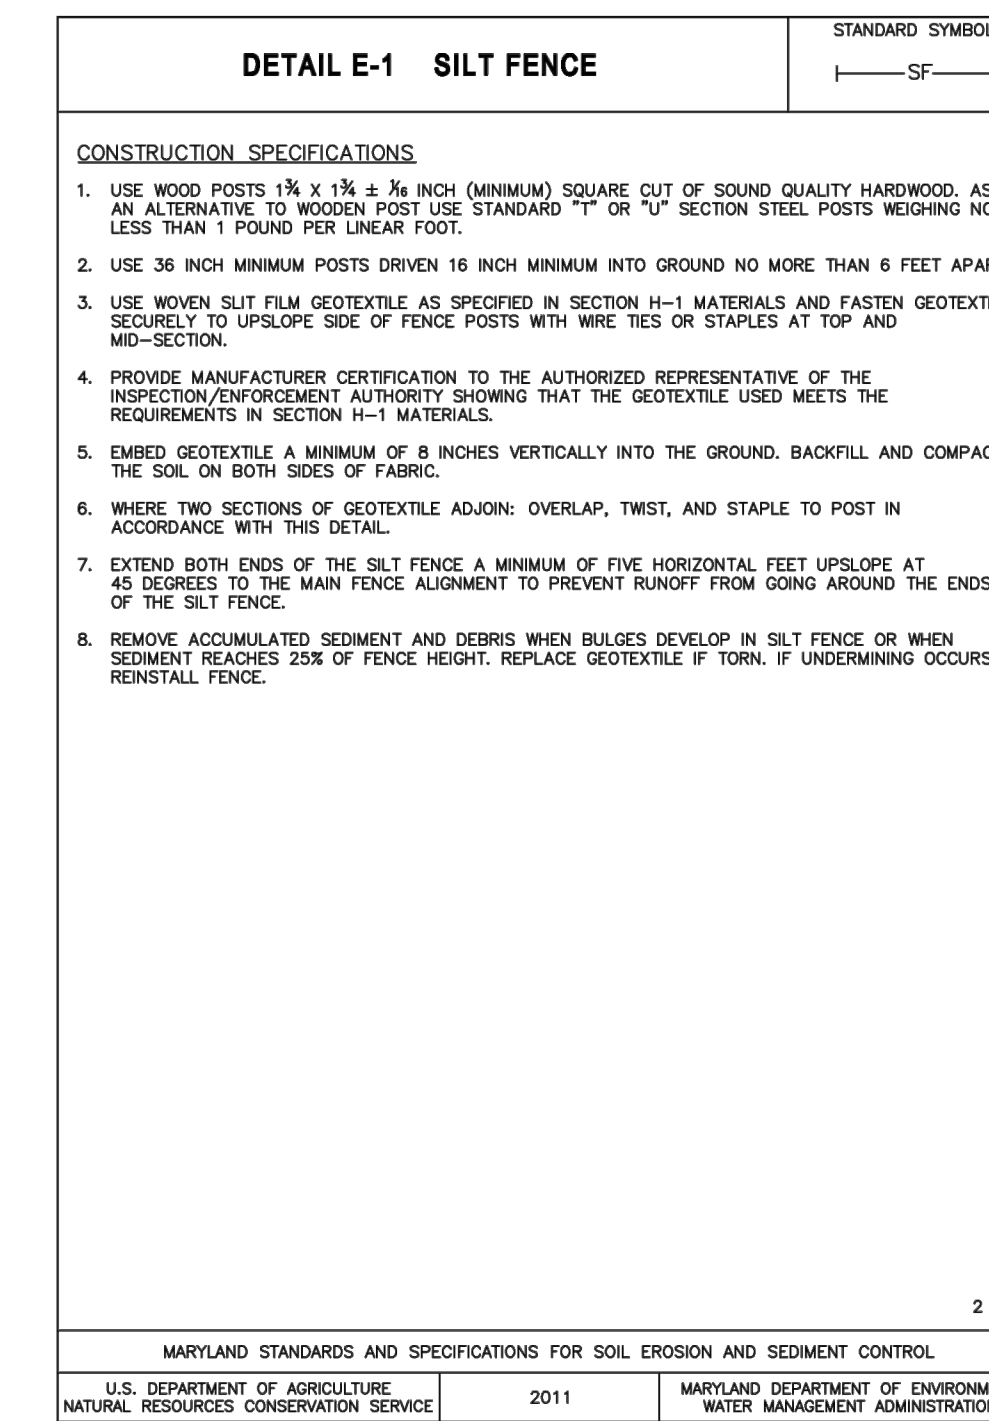 DETAIL E-1 SILT FENCE
STANDARD SYMBOL
SF
CONSTRUCTION SPECIFICATIONS
1. USE WOOD POSTS 1¾ X 1¾ ± 1⁄16 INCH (MINIMUM) SQUARE CUT OF SOUND QUALITY HARDWOOD. AS
AN ALTERNATIVE TO WOODEN POST USE STANDARD "T" OR "U" SECTION STEEL POSTS WEIGHING NO
LESS THAN 1 POUND PER LINEAR FOOT.
2. USE 36 INCH MINIMUM POSTS DRIVEN 16 INCH MINIMUM INTO GROUND NO MORE THAN 6 FEET APAR
3. USE WOVEN SLIT FILM GEOTEXTILE AS SPECIFIED IN SECTION H-1 MATERIALS AND FASTEN GEOTEXTI
SECURELY TO UPSLOPE SIDE OF FENCE POSTS WITH WIRE TIES OR STAPLES AT TOP AND
MID-SECTION.
4. PROVIDE MANUFACTURER CERTIFICATION TO THE AUTHORIZED REPRESENTATIVE OF THE
INSPECTION/ENFORCEMENT AUTHORITY SHOWING THAT THE GEOTEXTILE USED MEETS THE
REQUIREMENTS IN SECTION H-1 MATERIALS.
5. EMBED GEOTEXTILE A MINIMUM OF 8 INCHES VERTICALLY INTO THE GROUND. BACKFILL AND COMPAC
THE SOIL ON BOTH SIDES OF FABRIC.
6. WHERE TWO SECTIONS OF GEOTEXTILE ADJOIN: OVERLAP, TWIST, AND STAPLE TO POST IN
ACCORDANCE WITH THIS DETAIL.
7. EXTEND BOTH ENDS OF THE SILT FENCE A MINIMUM OF FIVE HORIZONTAL FEET UPSLOPE AT
45 DEGREES TO THE MAIN FENCE ALIGNMENT TO PREVENT RUNOFF FROM GOING AROUND THE ENDS
OF THE SILT FENCE.
8. REMOVE ACCUMULATED SEDIMENT AND DEBRIS WHEN BULGES DEVELOP IN SILT FENCE OR WHEN
SEDIMENT REACHES 25% OF FENCE HEIGHT. REPLACE GEOTEXTILE IF TORN. IF UNDERMINING OCCURS
REINSTALL FENCE.
2
MARYLAND STANDARDS AND SPECIFICATIONS FOR SOIL EROSION AND SEDIMENT CONTROL
U.S. DEPARTMENT OF AGRICULTURE
NATURAL RESOURCES CONSERVATION SERVICE
2011
MARYLAND DEPARTMENT OF ENVIRONM
WATER MANAGEMENT ADMINISTRATION